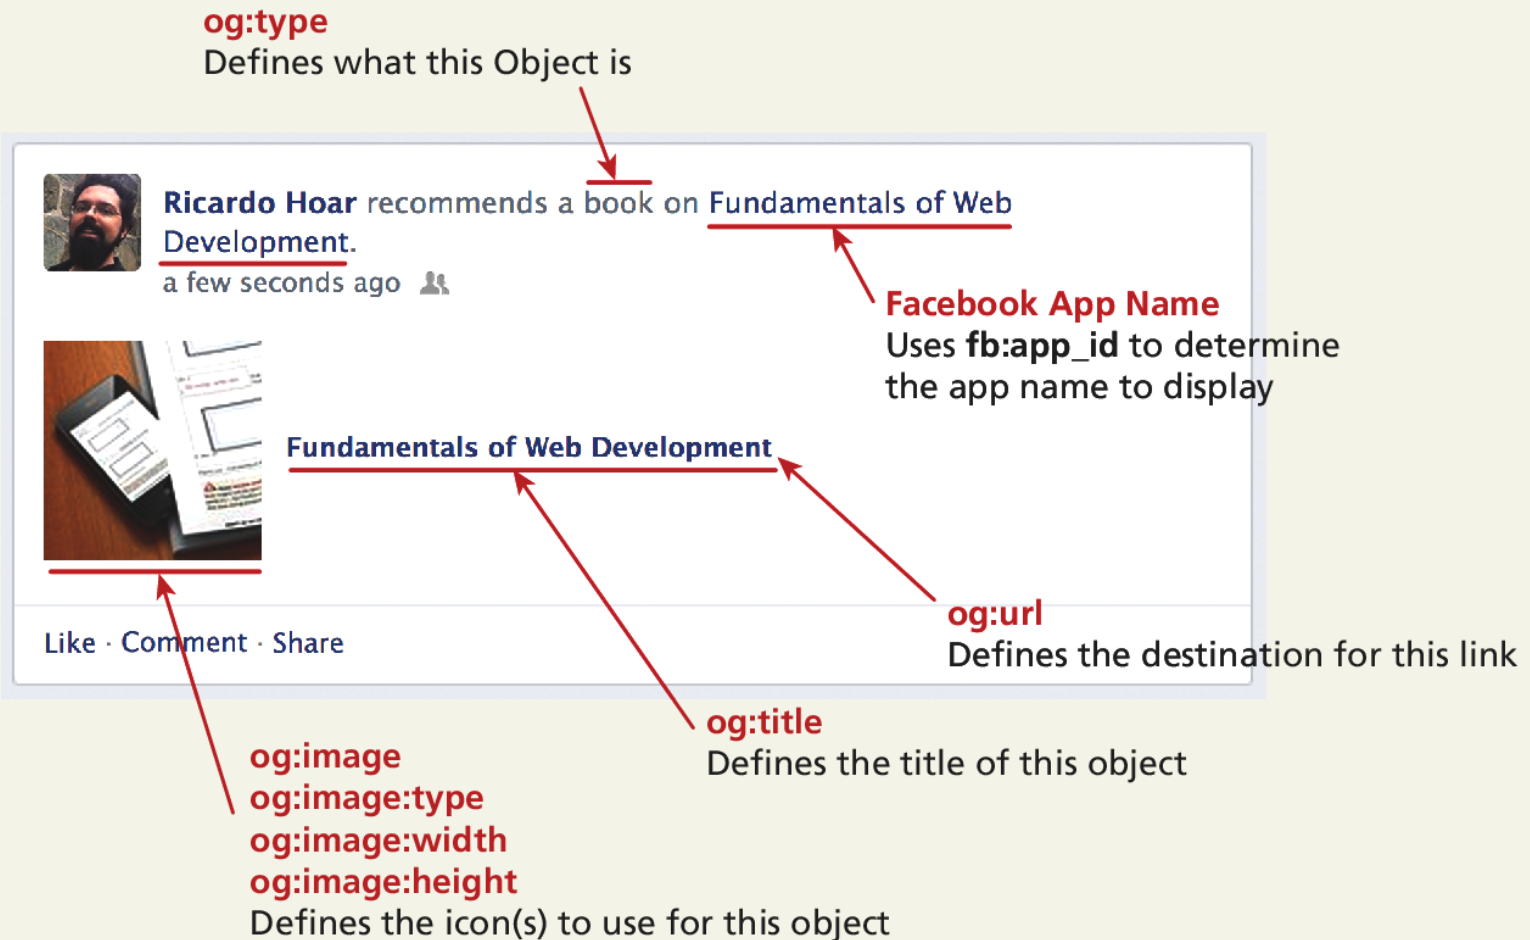 og:type
Defines what this Object is
Ricardo Hoar recommends a book on Fundamentals of Web
Development.
a few seconds ago
Facebook App Name
Uses fb:app_id to determine
the app name to display
Fundamentals of Web Development
og:url
Defines the destination for this link
Like · Comment · Share
og:title
Defines the title of this object
og:image
og:image:type
og:image:width
og:image:height
Defines the icon(s) to use for this object